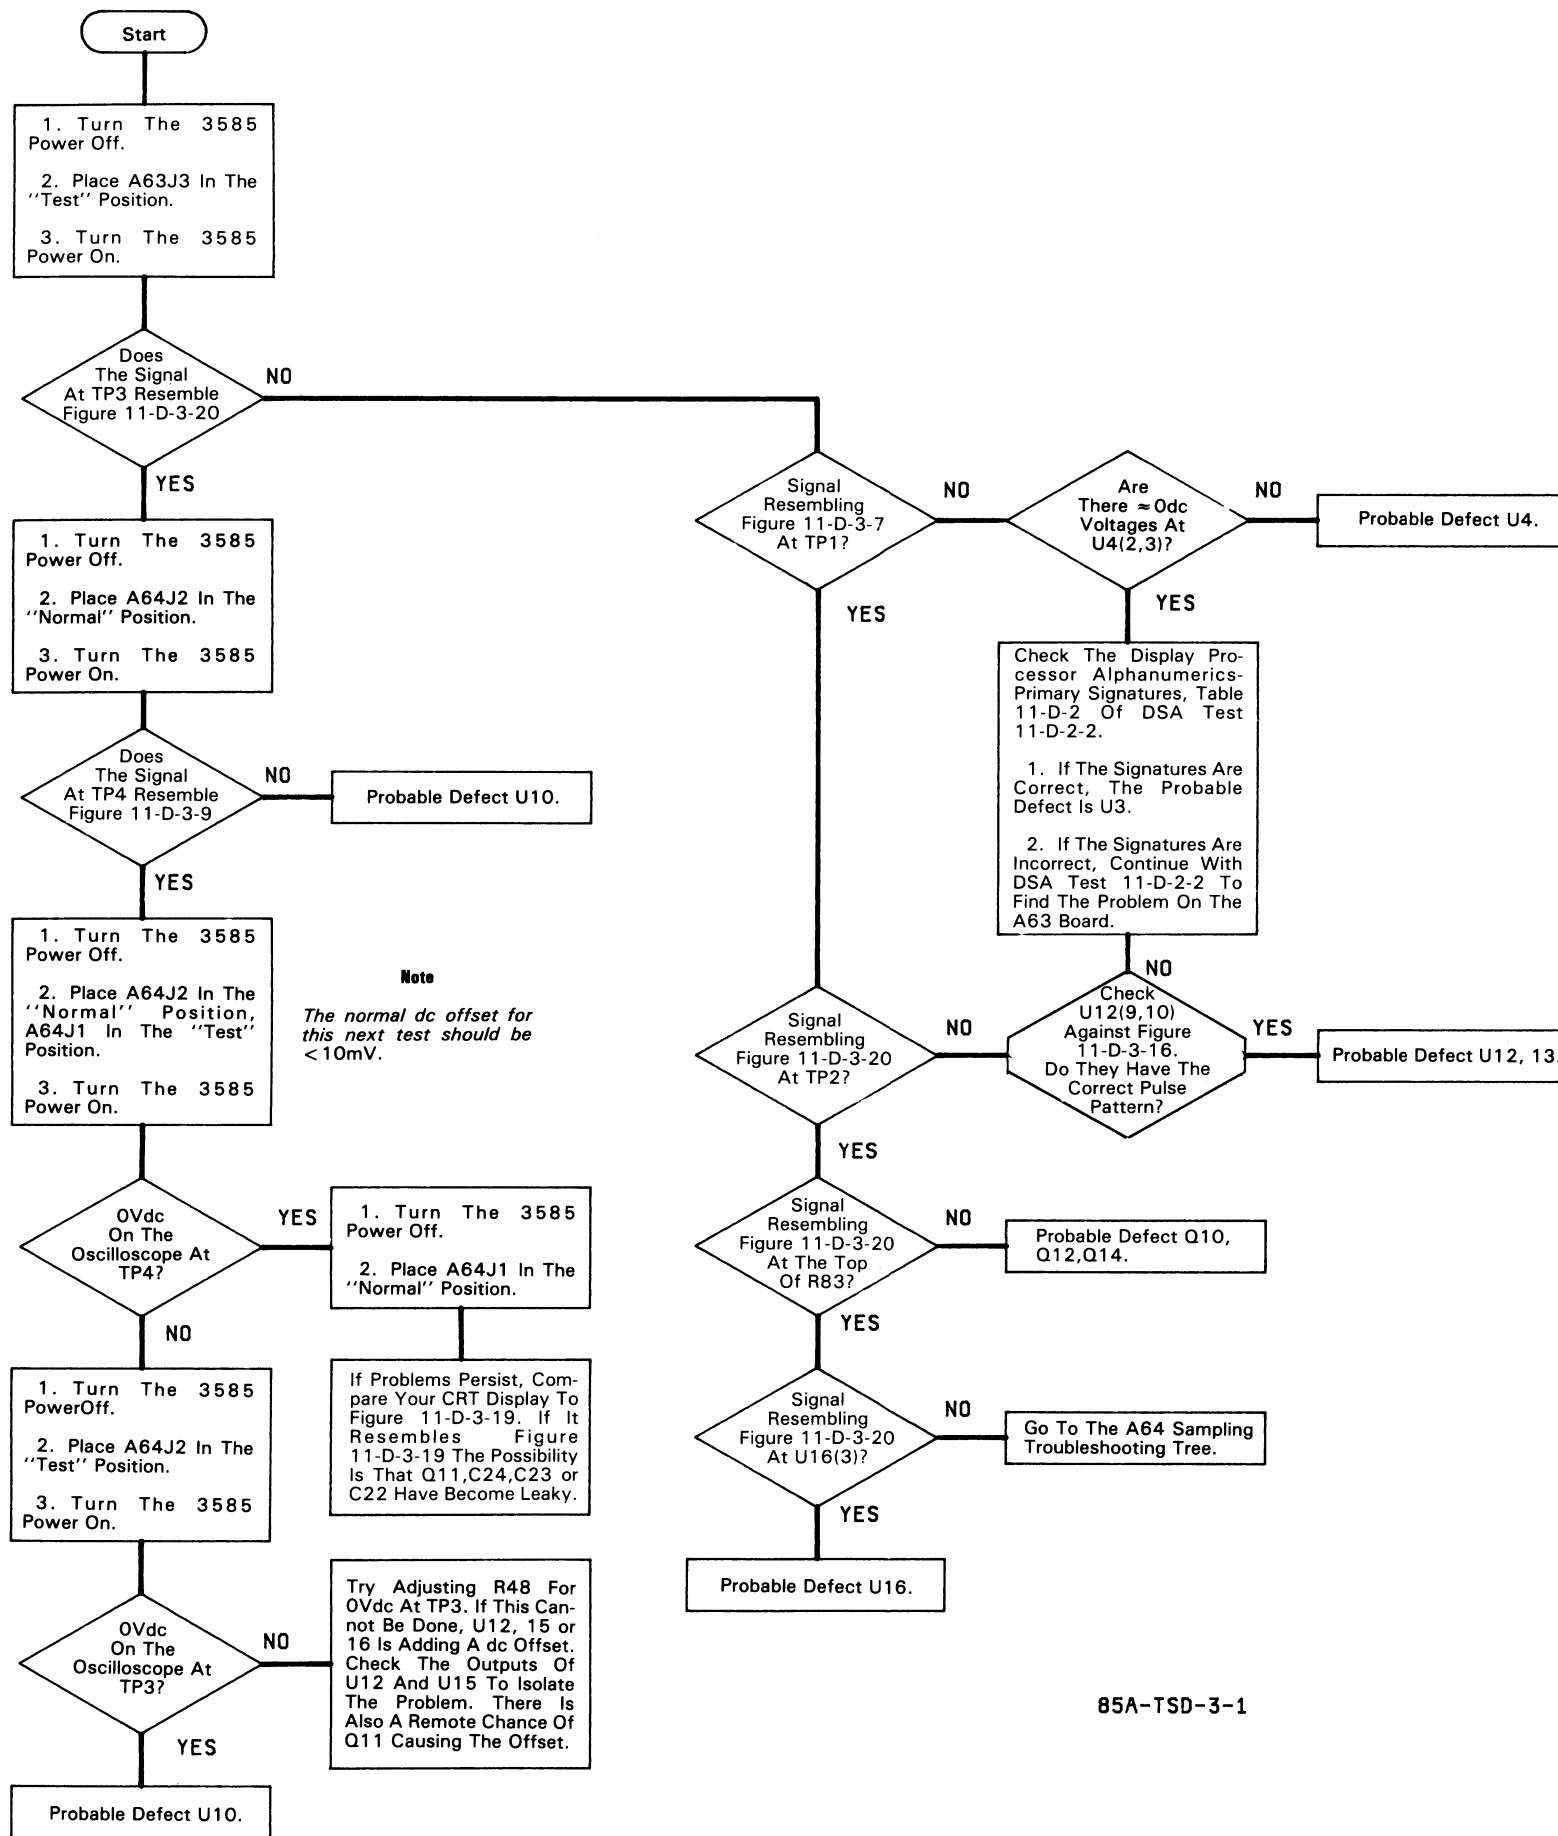 Start
1. Turn The 3585
Power Off.
2. Place A63J3 In The
''Test'' Position.
3. Turn The 3585
Power On.
Does
The Signal
At TP3 Resemble
Figure 11-D-3-20
NO
YES
1. Turn The 3585
Power Off.
2. Place A64J2 In The
''Normal'' Position.
3. Turn The 3585
Power On.
Does
The Signal
At TP4 Resemble
Figure 11-D-3-9
NO
Probable Defect U10.
YES
1. Turn The 3585
Power Off.
2. Place A64J2 In The
''Normal'' Position,
A64J1 In The ''Test''
Position.
3. Turn The 3585
Power On.
Note
The normal dc offset for
this next test should be
<10mV.
0Vdc
On The
Oscilloscope At
TP4?
YES
1. Turn The 3585
Power Off.
2. Place A64J1 In The
''Normal'' Position.
If Problems Persist, Com-
pare Your CRT Display To
Figure 11-D-3-19. If It
Resembles Figure
11-D-3-19 The Possibility
Is That Q11,C24,C23 or
C22 Have Become Leaky.
NO
1. Turn The 3585
PowerOff.
2. Place A64J2 In The
''Test'' Position.
3. Turn The 3585
Power On.
0Vdc
On The
Oscilloscope At
TP3?
NO
Try Adjusting R48 For
0Vdc At TP3. If This Can-
not Be Done, U12, 15 or
16 Is Adding A dc Offset.
Check The Outputs Of
U12 And U15 To Isolate
The Problem. There Is
Also A Remote Chance Of
Q11 Causing The Offset.
YES
Probable Defect U10.
Signal
Resembling
Figure 11-D-3-7
At TP1?
NO
Are
There ≈0dc
Voltages At
U4(2,3)?
NO
Probable Defect U4.
YES
Check The Display Pro-
cessor Alphanumerics-
Primary Signatures, Table
11-D-2 Of DSA Test
11-D-2-2.
1. If The Signatures Are
Correct, The Probable
Defect Is U3.
2. If The Signatures Are
Incorrect, Continue With
DSA Test 11-D-2-2 To
Find The Problem On The
A63 Board.
YES
Signal
Resembling
Figure 11-D-3-20
At TP2?
NO
NO
Check
U12(9,10)
Against Figure
11-D-3-16.
Do They Have The
Correct Pulse
Pattern?
YES
Probable Defect U12, 13.
YES
Signal
Resembling
Figure 11-D-3-20
At The Top
Of R83?
NO
Probable Defect Q10,
Q12,Q14.
YES
Signal
Resembling
Figure 11-D-3-20
At U16(3)?
NO
Go To The A64 Sampling
Troubleshooting Tree.
YES
Probable Defect U16.
85A-TSD-3-1